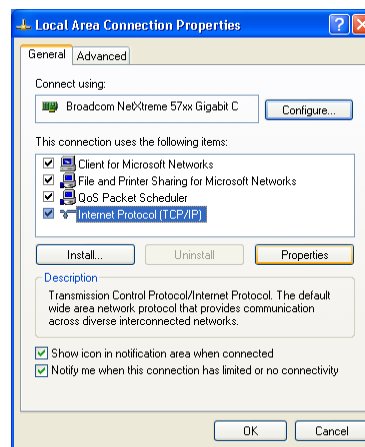 Local Area Connection Properties
General
Advanced
Connect using:
Broadcom NetXtreme 57xx Gigabit C
Configure...
This connection uses the following items:
Client for Microsoft Networks
File and Printer Sharing for Microsoft Networks
QoS Packet Scheduler
Internet Protocol (TCP/IP)
Install...
Uninstall
Properties
Description
Transmission Control Protocol/Internet Protocol. The default
wide area network protocol that provides communication
across diverse interconnected networks.
Show icon in notification area when connected
Notify me when this connection has limited or no connectivity
OK
Cancel